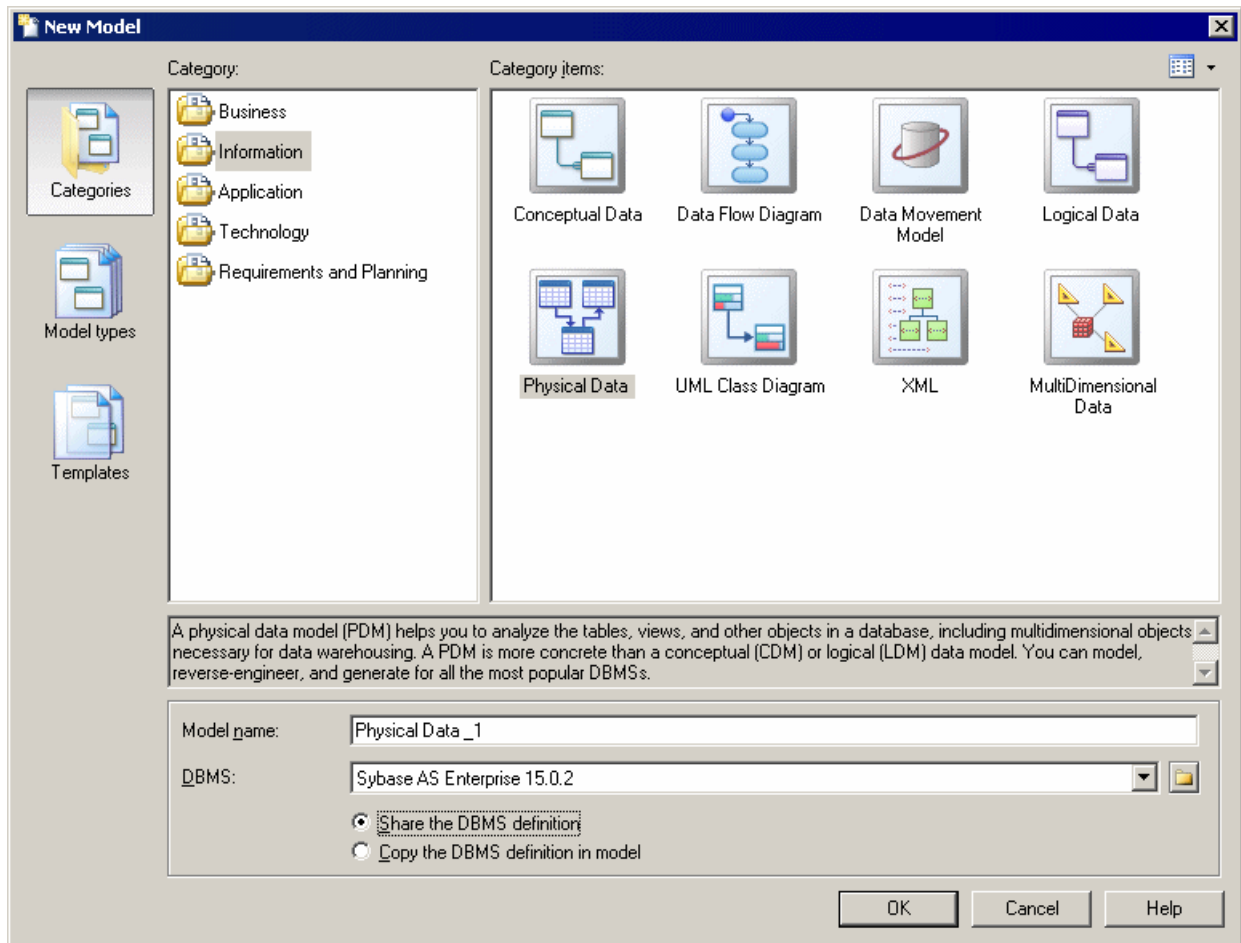 New Model
Category:
Category items:
Categories
Model types
Templates
Business
Information
Application
Technology
Requirements and Planning
Conceptual Data
Data Flow Diagram
Data Movement
Model
Logical Data
Physical Data
UML Class Diagram
XML
MultiDimensional
Data
A physical data model (PDM) helps you to analyze the tables, views, and other objects in a database, including multidimensional objects
necessary for data warehousing. A PDM is more concrete than a conceptual (CDM) or logical (LDM) data model. You can model,
reverse-engineer, and generate for all the most popular DBMSs.
Model name:
Physical Data _1
DBMS:
Sybase AS Enterprise 15.0.2
Share the DBMS definition
Copy the DBMS definition in model
OK
Cancel
Help